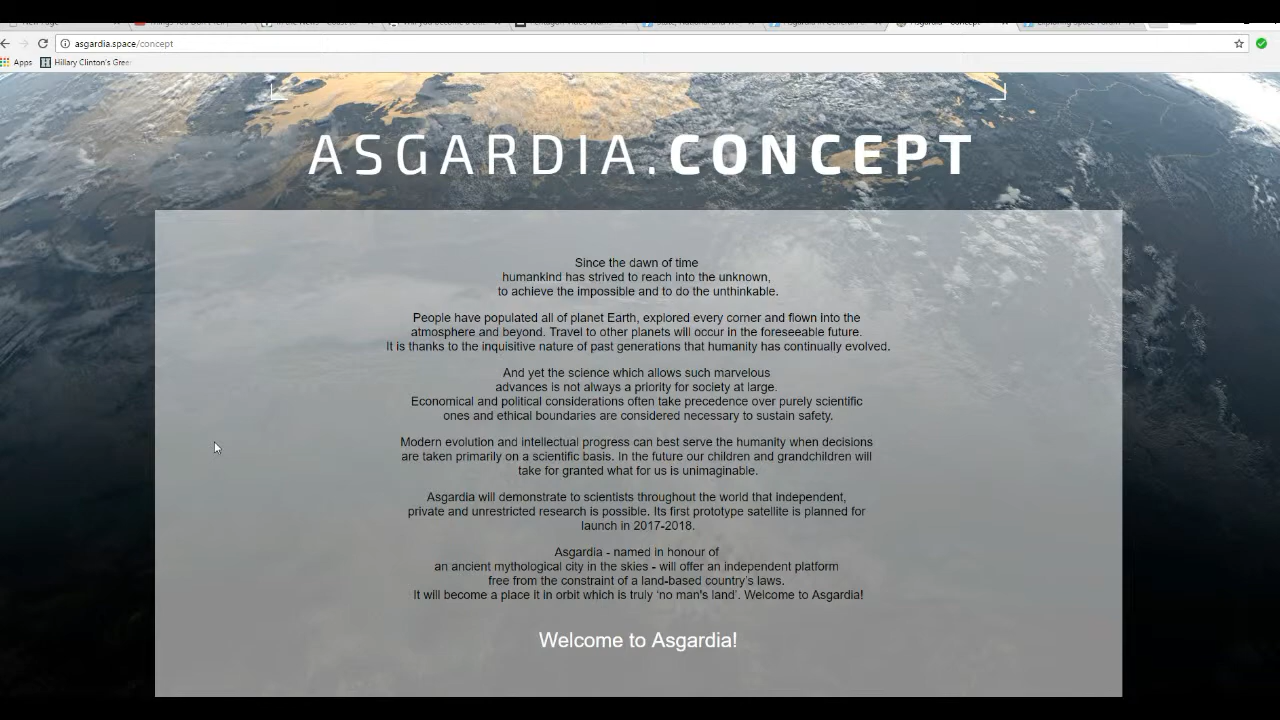 asgardia.space/concept
Apps Hillary Clinton's Gree
ASGARDIA.CONCEPT
Since the dawn of time
humankind has strived to reach into the unknown,
to achieve the impossible and to do the unthinkable.
People have populated all of planet Earth, explored every corner and flown into the
atmosphere and beyond. Travel to other planets will occur in the foreseeable future.
It is thanks to the inquisitive nature of past generations that humanity has continually evolved.
And yet the science which allows such marvelous
advances is not always a priority for society at large.
Economical and political considerations often take precedence over purely scientific
ones and ethical boundaries are considered necessary to sustain safety.
Modern evolution and intellectual progress can best serve the humanity when decisions
are taken primarily on a scientific basis. In the future our children and grandchildren will
take for granted what for us is unimaginable.
Asgardia will demonstrate to scientists throughout the world that independent,
private and unrestricted research is possible. Its first prototype satellite is planned for
launch in 2017-2018.
Asgardia - named in honour of
an ancient mythological city in the skies - will offer an independent platform
free from the constraint of a land-based country's laws.
It will become a place it in orbit which is truly 'no man's land'. Welcome to Asgardia!
Welcome to Asgardia!